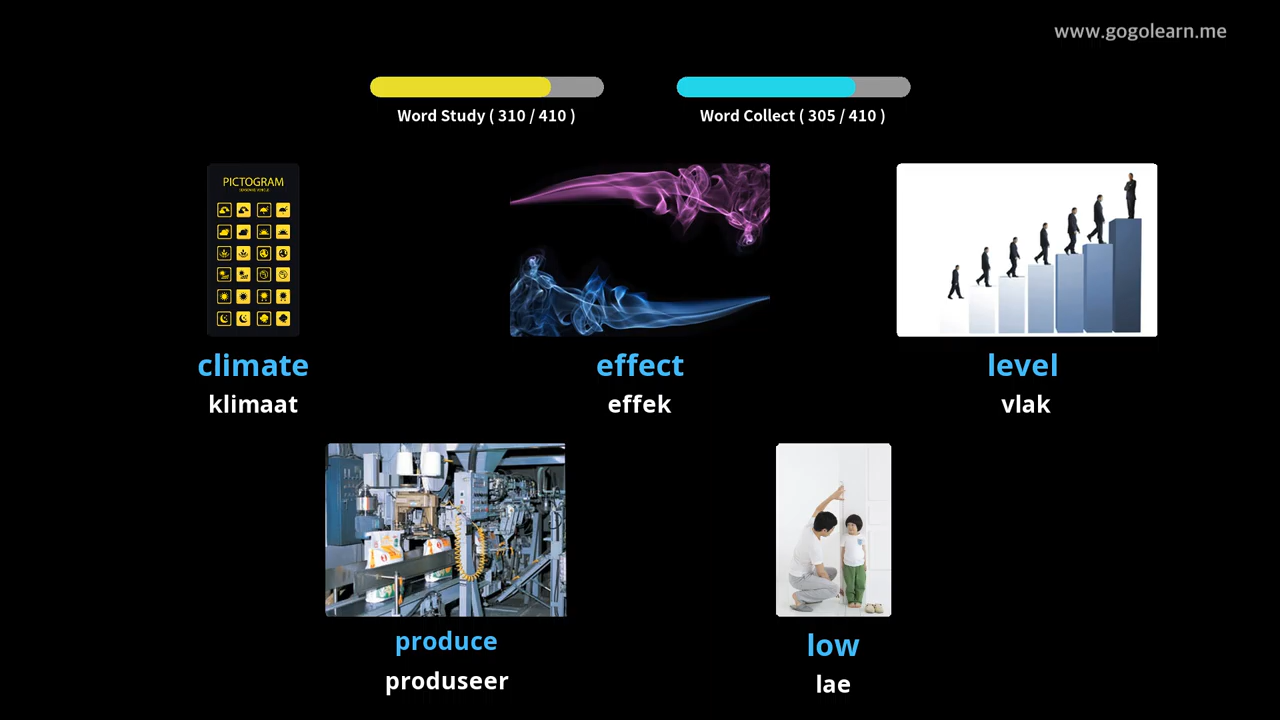 www.gogolearn.me
Word Study ( 310 / 410 )
Word Collect ( 305 / 410 )
PICTOGRAM
climate
klimaat
effect
effek
level
vlak
produce
produseer
low
lae